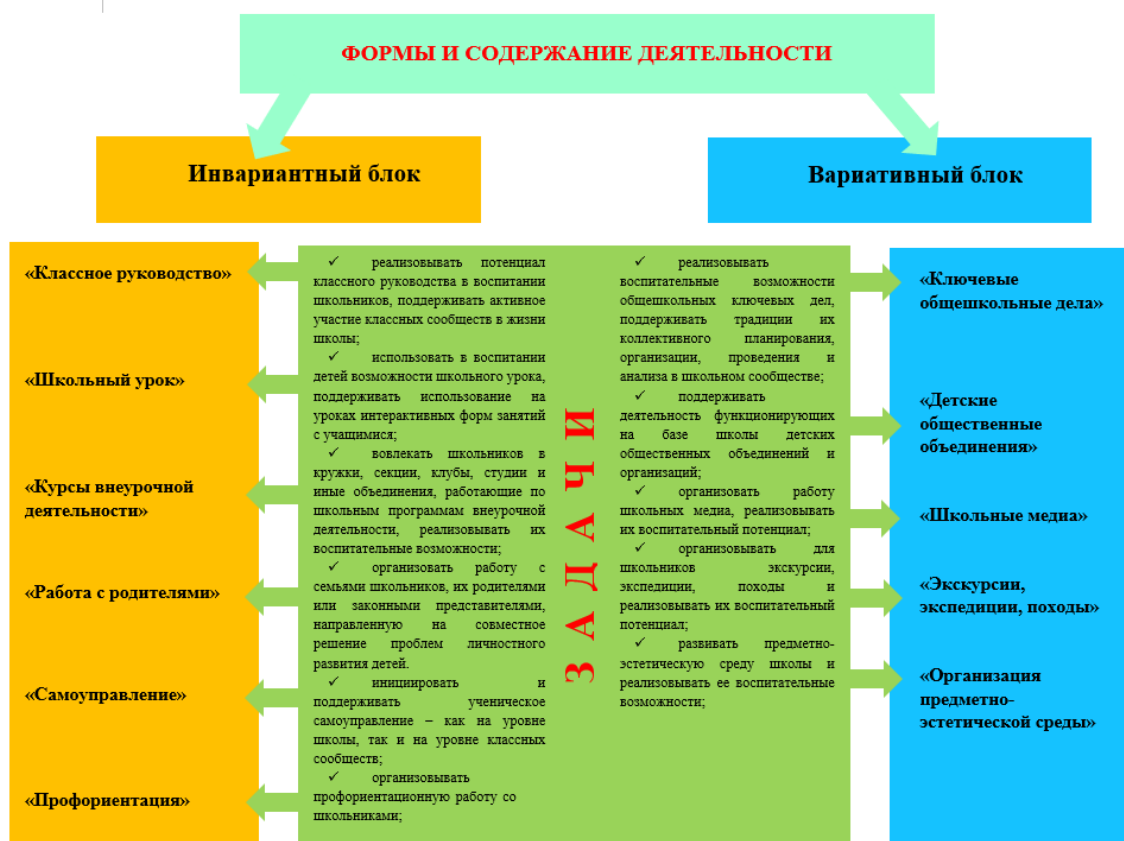 ФОРМЫ И СОДЕРЖАНИЕ ДЕЯТЕЛЬНОСТИ
Инвариантный блок
Вариативный блок
«Классное руководство»
«Школьный урок»
«Курсы внеурочной
деятельности»
«Работа с родителями»
«Самоуправление»
«Профориентация»
✓ реализовывать потенциал
классного руководства в воспитании
школьников, поддерживать активное
участие классных сообществ в жизни
школы;
✓ использовать в воспитании
детей возможности школьного урока,
поддерживать использование на
уроках интерактивных форм занятий
с учащимися;
✓ вовлекать школьников в
кружки, секции, клубы, студии и
иные объединения, работающие по
школьным программам внеурочной
деятельности, реализовывать их
воспитательные возможности;
✓ организовать работу с
семьями школьников, их родителями
или законными представителями,
направленную на совместное
решение проблем личностного
развития детей.
✓ инициировать и
поддерживать ученическое
самоуправление – как на уровне
школы, так и на уровне классных
сообществ;
✓ организовывать
профориентационную работу со
школьниками;
ЗАДАЧИ
✓ реализовывать
воспитательные возможности
общешкольных ключевых дел,
поддерживать традиции их
коллективного планирования,
организации, проведения и
анализа в школьном сообществе;
✓ поддерживать
деятельность функционирующих
на базе школы детских
общественных объединений и
организаций;
✓ организовать работу
школьных медиа, реализовывать
их воспитательный потенциал;
✓ организовывать для
школьников экскурсии,
экспедиции, походы и
реализовывать их воспитательный
потенциал;
✓ развивать предметно-
эстетическую среду школы и
реализовывать ее воспитательные
возможности;
«Ключевые
общешкольные дела»
«Детские
общественные
объединения»
«Школьные медиа»
«Экскурсии,
экспедиции, походы»
«Организация
предметно-
эстетической среды»